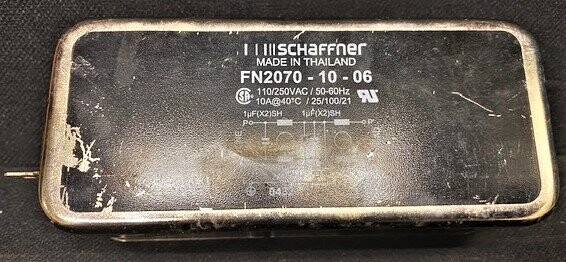 schaffner
MADE IN THAILAND
FN2070 - 10 - 06
110/250VAC / 50-60Hz
10A@40°C / 25/100/21
1µF(X2)SH 1µF(X2)SH
P P'